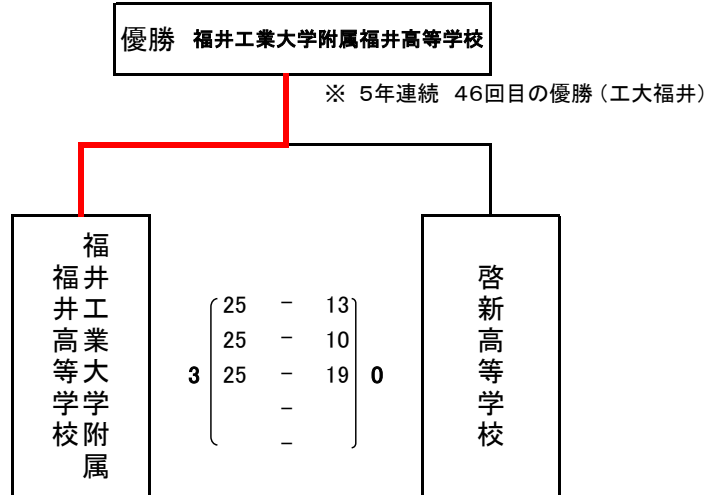 優勝 福井工業大学附属福井高等学校
※ 5年連続 46回目の優勝（工大福井）
福井工業大学附属
福井高等学校
3 0
25 － 13
25 － 10
25 － 19
－
－
啓新高等学校